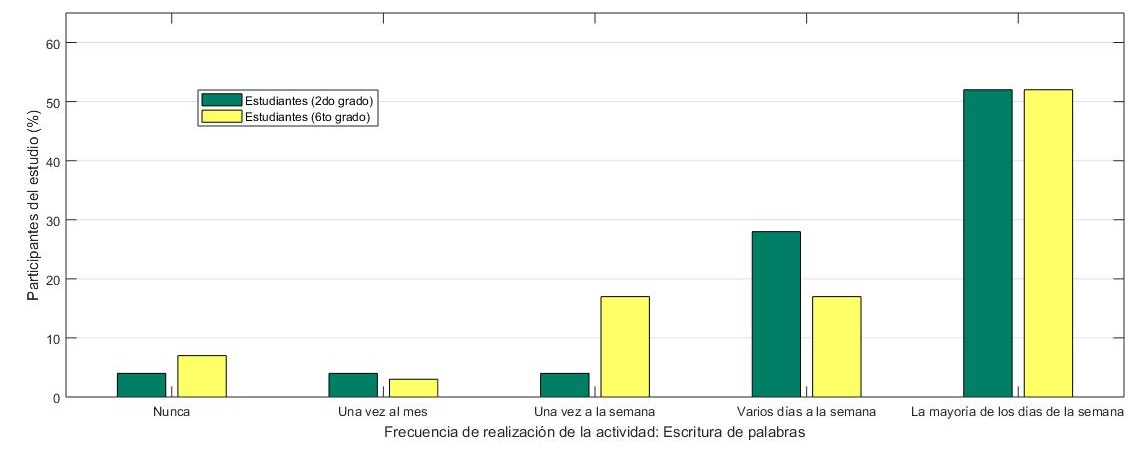 Participantes del estudio (%)
60
50
40
30
20
10
0
Estudiantes (2do grado)
Estudiantes (6to grado)
Nunca
Una vez al mes
Una vez a la semana
Varios días a la semana
La mayoría de los días de la semana
Frecuencia de realización de la actividad: Escritura de palabras